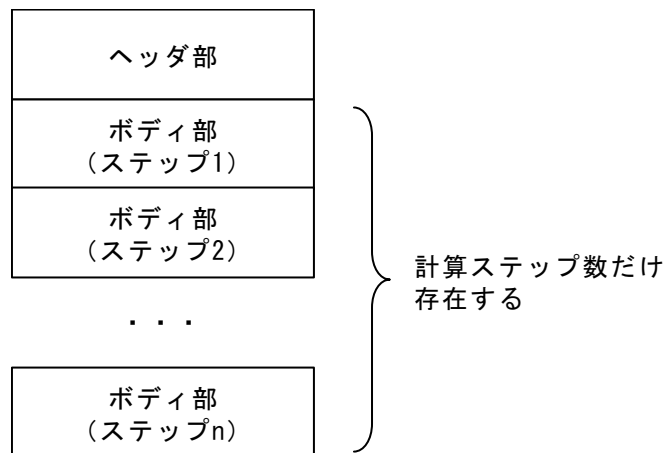 ヘッダ部
ボディ部
(ステップ1)
ボディ部
(ステップ2)
計算ステップ数だけ
存在する
・・・
ボディ部
(ステップn)